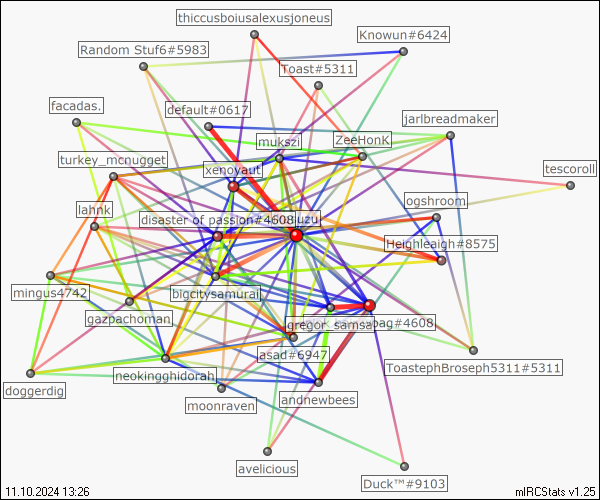 thiccusboiusalexusjoneus
Knowun#6424
Random Stuf6#5983
Toast#5311
facadas.
default#0617
jarlbreadmaker
mukszi
ZeeHonK
turkey_mcnugget
xenoyaut
tescoroll
ogshroom
lahnk
disaster of passion#4608
uzu
Heighleigh#8575
mingus4742
bigcitysamurai
gazpachoman
gregor_samsa
bag#4608
asad#6947
ToastephBroseph5311#5311
neokingghidorah
doggerdig
moonraven
andnewbees
avelicious
Duck™#9103
11.10.2024 13:26
mIRCStats v1.25